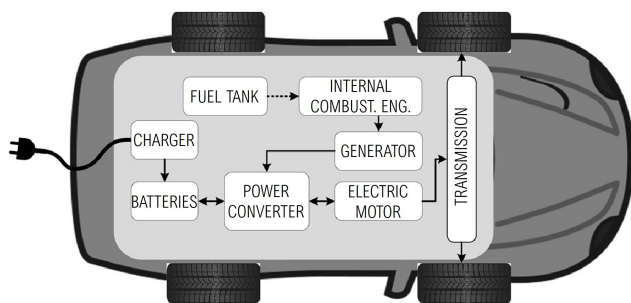 FUEL TANK
INTERNAL
COMBUST. ENG.
CHARGER
GENERATOR
BATTERIES
POWER
CONVERTER
ELECTRIC
MOTOR
TRANSMISSION